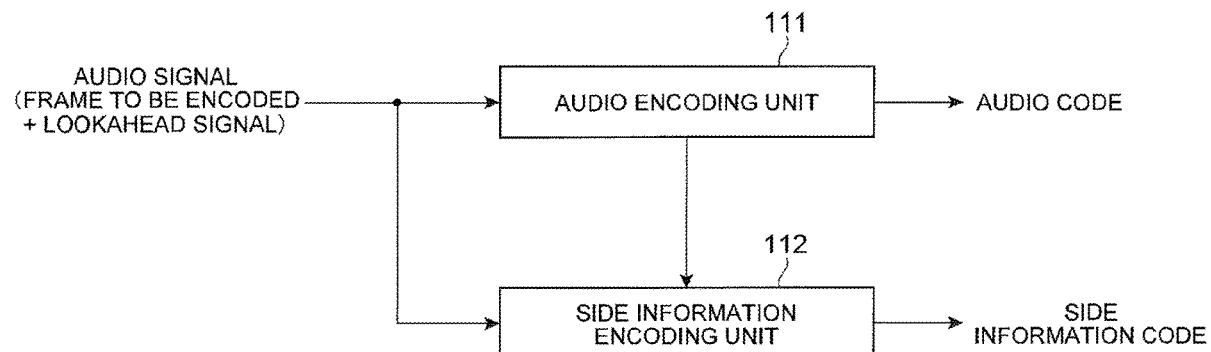 111
AUDIO SIGNAL
(FRAME TO BE ENCODED
+ LOOKAHEAD SIGNAL)
AUDIO ENCODING UNIT
AUDIO CODE
112
SIDE INFORMATION
ENCODING UNIT
SIDE
INFORMATION CODE